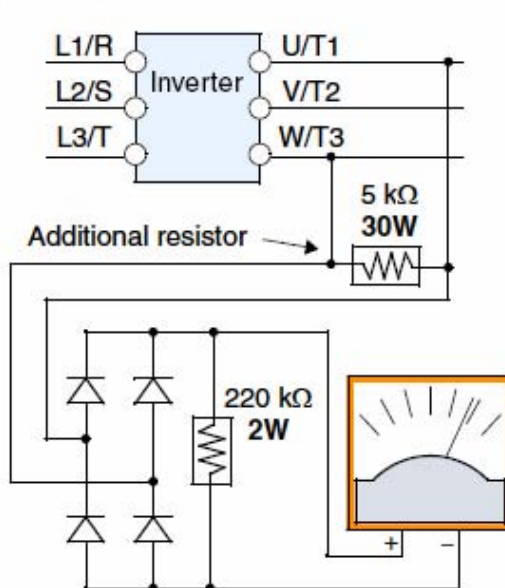 L1/R
L2/S
L3/T
Inverter
U/T1
V/T2
W/T3
5 kΩ
30W
Additional resistor
220 kΩ
2W
+
−